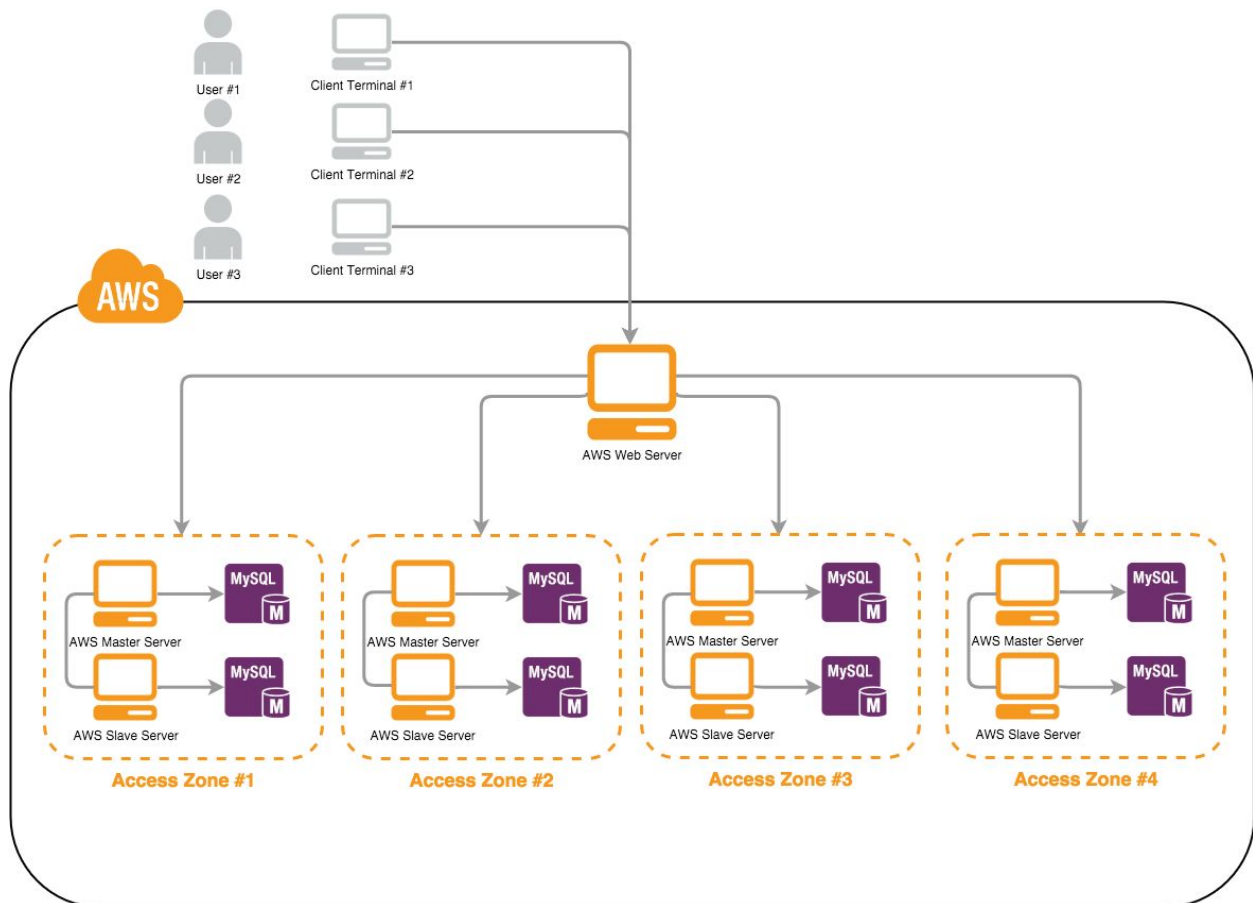 User #1
Client Terminal #1
User #2
Client Terminal #2
User #3
Client Terminal #3
AWS
AWS Web Server
MySQL
M
AWS Master Server
MySQL
M
AWS Slave Server
Access Zone #1
MySQL
M
AWS Master Server
MySQL
M
AWS Slave Server
Access Zone #2
MySQL
M
AWS Master Server
MySQL
M
AWS Slave Server
Access Zone #3
MySQL
M
AWS Master Server
MySQL
M
AWS Slave Server
Access Zone #4